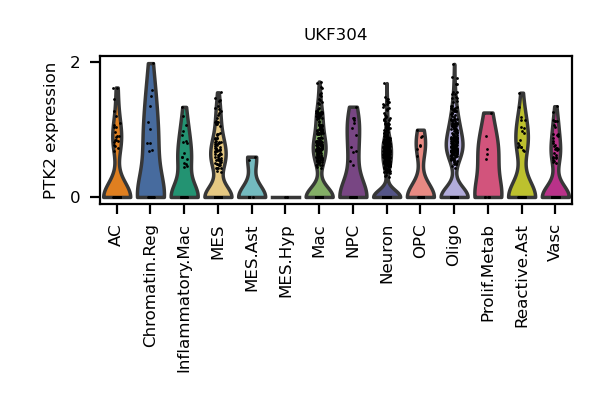 UKF304
PTK2 expression
2
0
AC
Chromatin.Reg
Inflammatory.Mac
MES
MES.Ast
MES.Hyp
Mac
NPC
Neuron
OPC
Oligo
Prolif.Metab
Reactive.Ast
Vasc